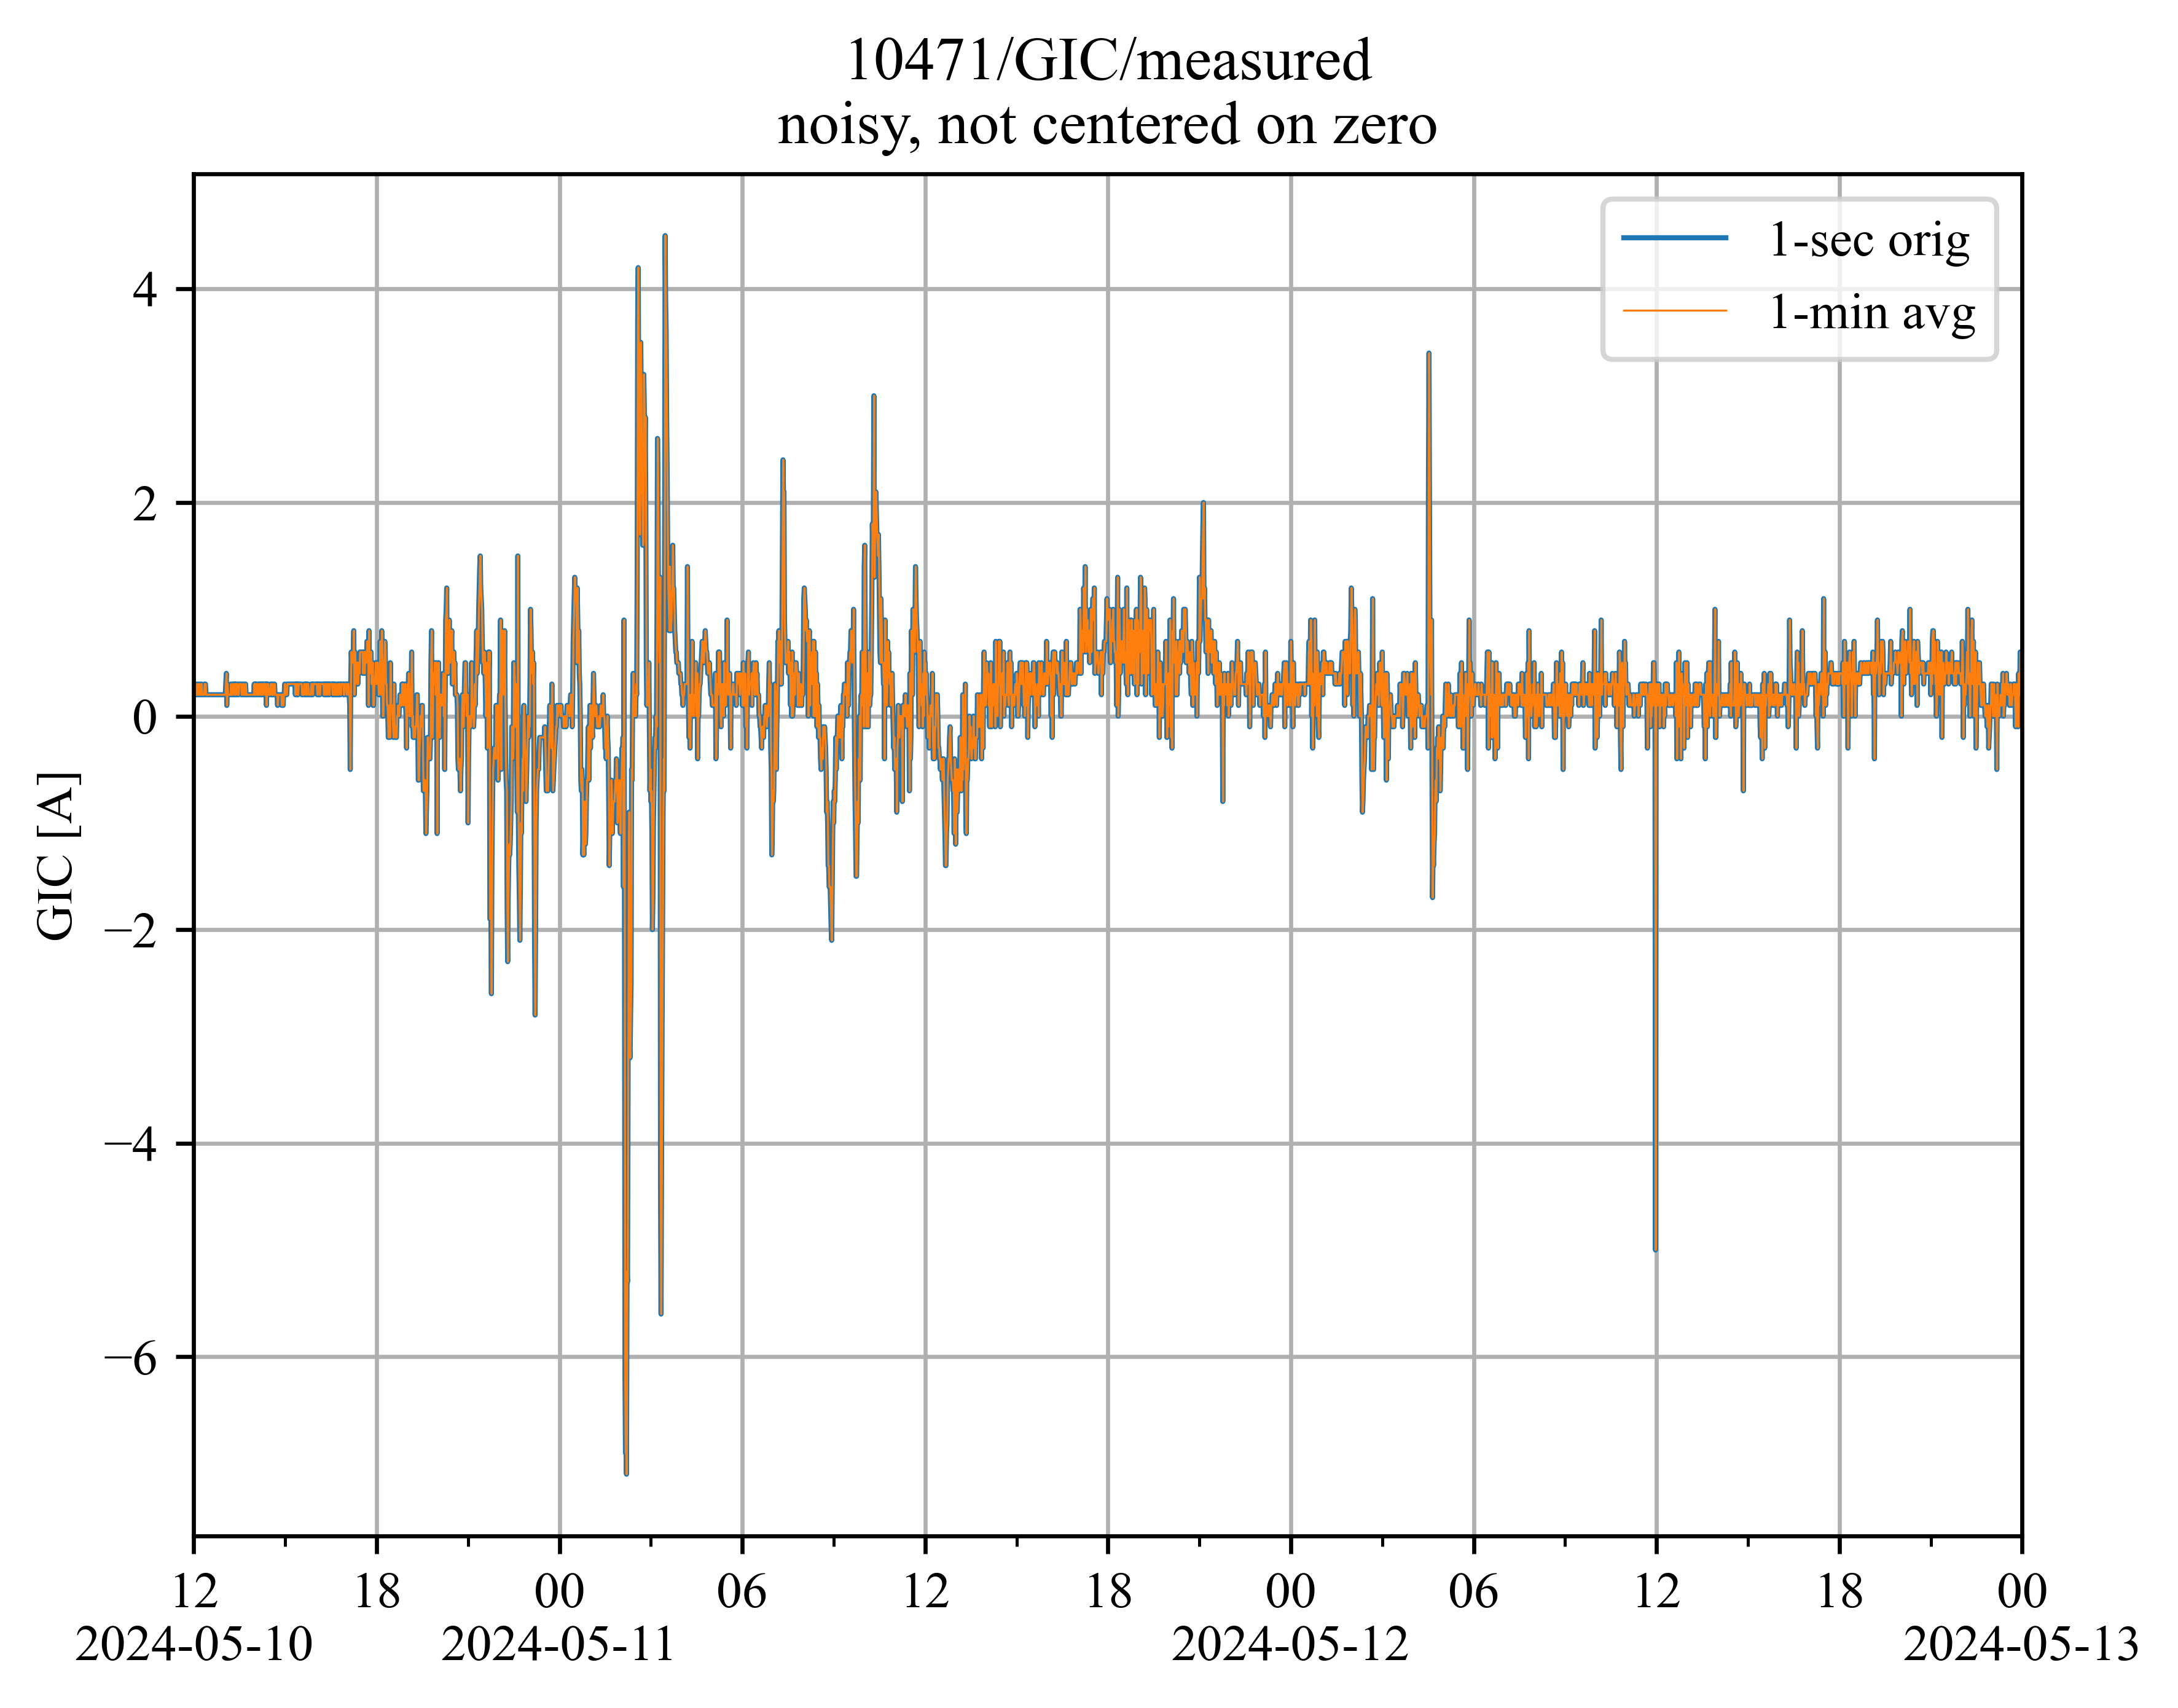 10471/GIC/measured
noisy, not centered on zero
1-sec orig
1-min avg
4
2
0
−2
−4
−6
GIC [A]
12 18 00 06 12 18 00 06 12 18 00
2024-05-10 2024-05-11 2024-05-12 2024-05-13